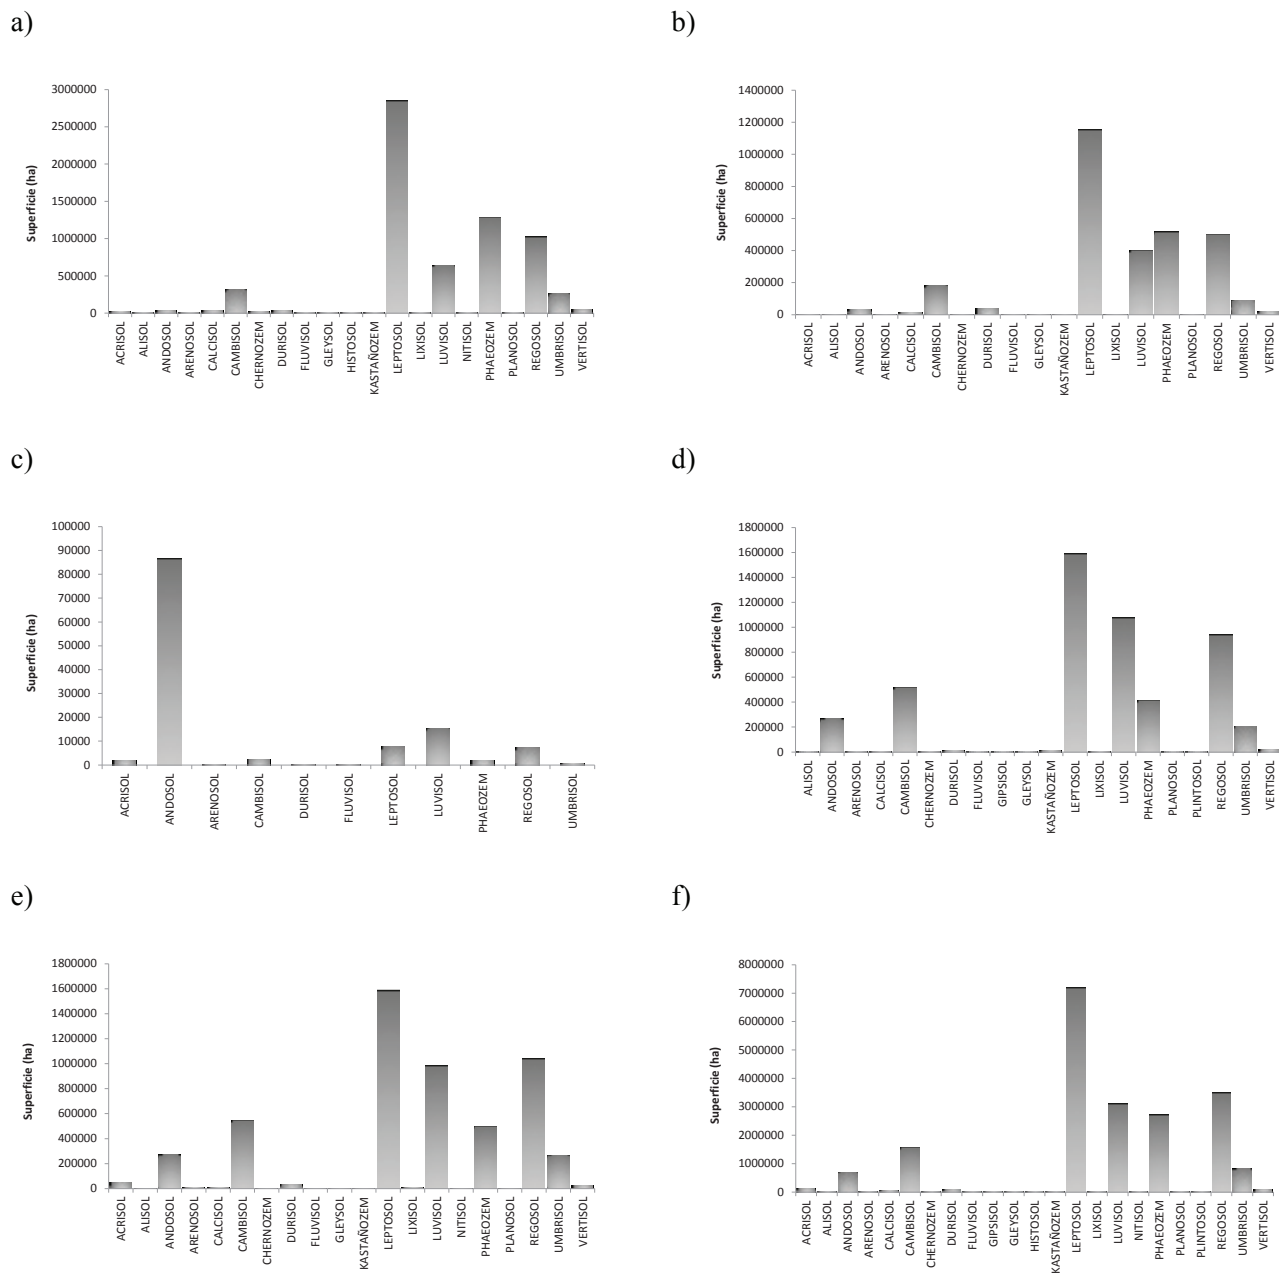 a)
Superficie (ha)
3000000
2500000
2000000
1500000
1000000
500000
0
ACRISOL
ALISOL
ANDOSOL
ARENOSOL
CALCISOL
CAMBISOL
CHERNOZEM
DURISOL
FLUVISOL
GLEYSOL
HISTOSOL
KASTAÑOZEM
LEPTOSOL
LIXISOL
LUVISOL
NITISOL
PHAEOZEM
PLANOSOL
REGOSOL
UMBRISOL
VERTISOL
b)
Superficie (ha)
1400000
1200000
1000000
800000
600000
400000
200000
0
ACRISOL
ALISOL
ANDOSOL
ARENOSOL
CALCISOL
CAMBISOL
CHERNOZEM
DURISOL
FLUVISOL
GLEYSOL
KASTAÑOZEM
LEPTOSOL
LIXISOL
LUVISOL
PHAEOZEM
PLANOSOL
REGOSOL
UMBRISOL
VERTISOL
c)
Superficie (ha)
100000
90000
80000
70000
60000
50000
40000
30000
20000
10000
0
ACRISOL
ANDOSOL
ARENOSOL
CAMBISOL
DURISOL
FLUVISOL
LEPTOSOL
LUVISOL
PHAEOZEM
REGOSOL
UMBRISOL
d)
Superficie (ha)
1800000
1600000
1400000
1200000
1000000
800000
600000
400000
200000
0
ALISOL
ANDOSOL
ARENOSOL
CALCISOL
CAMBISOL
CHERNOZEM
DURISOL
FLUVISOL
GIPSISOL
GLEYSOL
KASTAÑOZEM
LEPTOSOL
LIXISOL
LUVISOL
PHAEOZEM
PLANOSOL
PLINTOSOL
REGOSOL
UMBRISOL
VERTISOL
e)
Superficie (ha)
1800000
1600000
1400000
1200000
1000000
800000
600000
400000
200000
0
ACRISOL
ALISOL
ANDOSOL
ARENOSOL
CALCISOL
CAMBISOL
CHERNOZEM
DURISOL
FLUVISOL
GLEYSOL
KASTAÑOZEM
LEPTOSOL
LIXISOL
LUVISOL
NITISOL
PHAEOZEM
PLANOSOL
REGOSOL
UMBRISOL
VERTISOL
f)
Superficie (ha)
8000000
7000000
6000000
5000000
4000000
3000000
2000000
1000000
0
ACRISOL
ALISOL
ANDOSOL
ARENOSOL
CALCISOL
CAMBISOL
CHERNOZEM
DURISOL
FLUVISOL
GIPSISOL
GLEYSOL
HISTOSOL
KASTAÑOZEM
LEPTOSOL
LIXISOL
LUVISOL
NITISOL
PHAEOZEM
PLANOSOL
PLINTOSOL
REGOSOL
UMBRISOL
VERTISOL